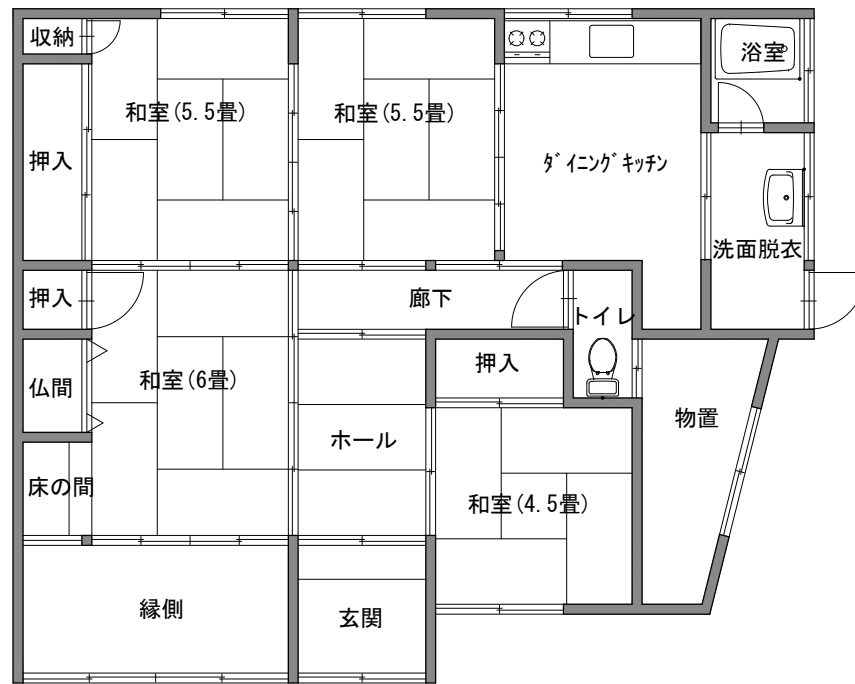 収納
浴室
和室(5.5畳)
和室(5.5畳)
押入
ﾀﾞｲﾆﾝｸﾞｷｯﾁﾝ
洗面脱衣
押入
廊下
トイレ
仏間
和室(6畳)
押入
物置
ホール
床の間
和室(4.5畳)
縁側
玄関